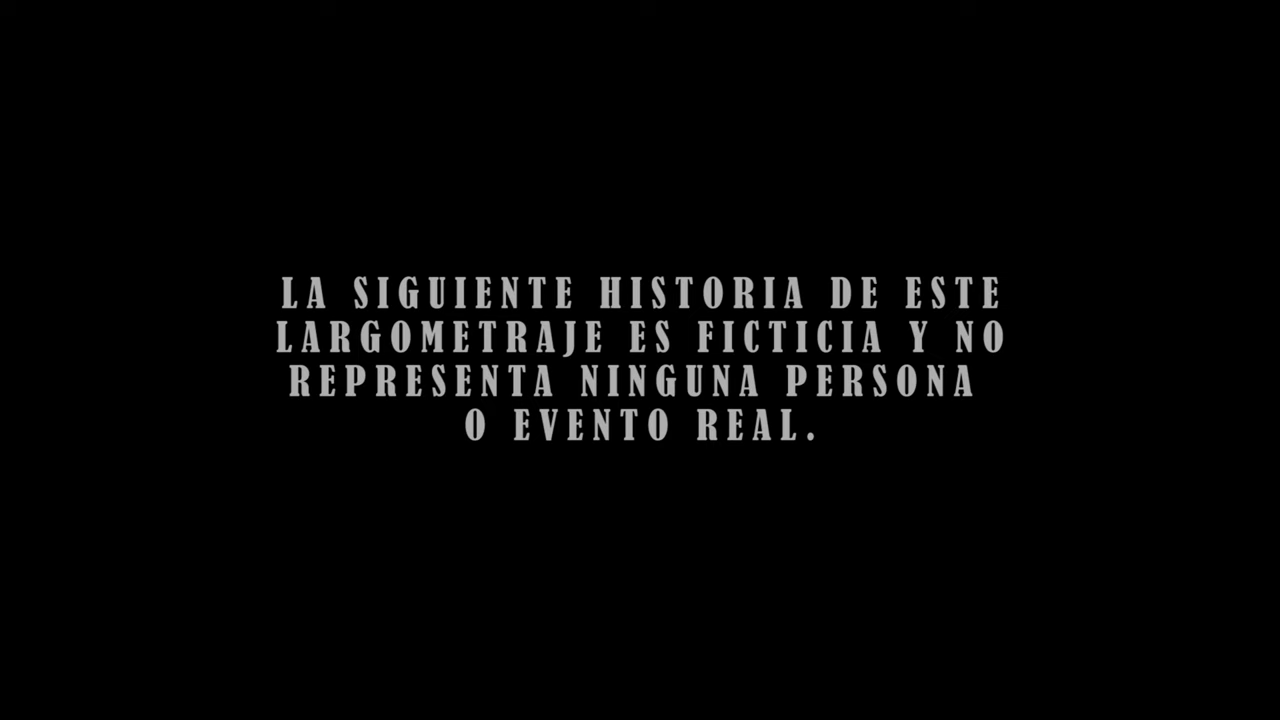 LA SIGUIENTE HISTORIA DE ESTE
LARGOMETRAJE ES FICTICIA Y NO
REPRESENTA NINGUNA PERSONA
O EVENTO REAL.